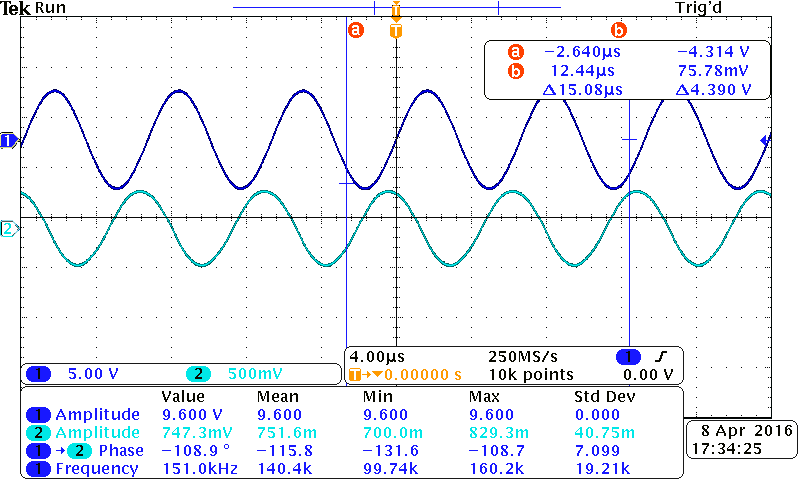 Tek Run Trig'd
T
a T b
a −2.640µs −4.314 V
b 12.44µs 75.78mV
Δ15.08µs Δ4.390 V
1
2
1 5.00 V 2 500mV
4.00µs 250MS/s 1
T→▼0.00000 s 10k points 0.00 V
Value Mean Min Max Std Dev
1 Amplitude 9.600 V 9.600 9.600 9.600 0.000
2 Amplitude 747.3mV 751.6m 700.0m 829.3m 40.75m
1 → 2 Phase −108.9 ° −115.8 −131.6 −108.7 7.099
1 Frequency 151.0kHz 140.4k 99.74k 160.2k 19.21k
8 Apr 2016
17:34:25